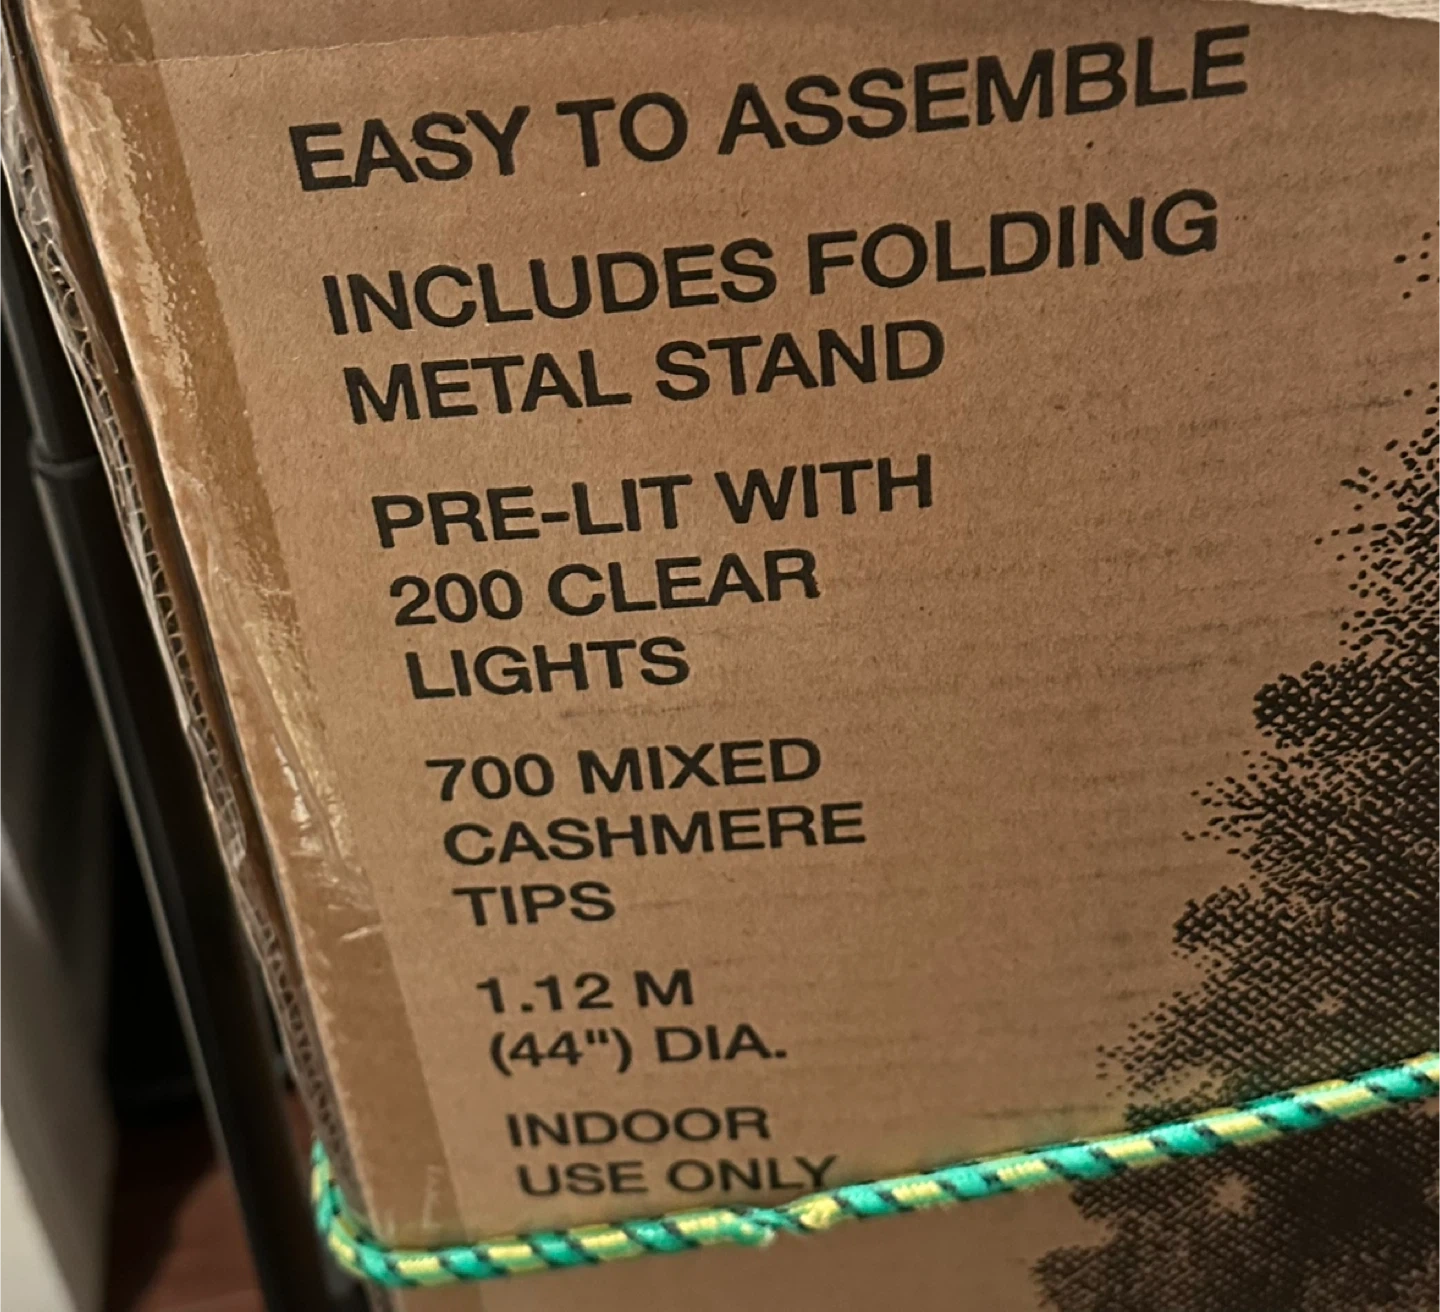 EASY TO ASSEMBLE
INCLUDES FOLDING
METAL STAND
PRE-LIT WITH
200 CLEAR
LIGHTS
700 MIXED
CASHMERE
TIPS
1.12 M
(44") DIA.
INDOOR
USE ONLY